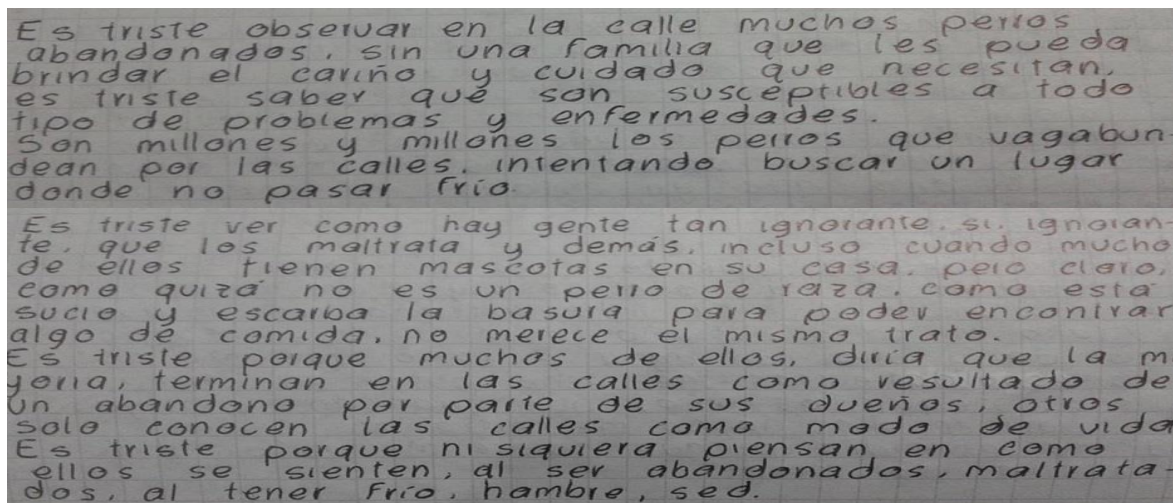 Es triste observar en la calle muchos perros
abandonados, sin una familia que les pueda
brindar el cariño y cuidado que necesitan,
es triste saber que son susceptibles a todo
tipo de problemas y enfermedades.
Son millones y millones los perros que vagabun
dean por las calles, intentando buscar un lugar
donde no pasar frio.
Es triste ver como hay gente tan ignorante, si, ignoran
te, que los maltrata y demás, incluso cuando mucho
de ellos tienen mascotas en su casa, pero claro,
como quizá no es un perro de raza, como esta
sucio y escarba la basura para poder encontrar
algo de comida, no merece el mismo trato.
Es triste porque muchos de ellos, diria que la m
yoria, terminan en las calles como resultado de
un abandono por parte de sus dueños, otros
solo conocen las calles como modo de vida
Es triste porque ni siquiera piensan en como
ellos se sienten, al ser abandonados, maltrata-
dos, al tener frio, hambre, sed.